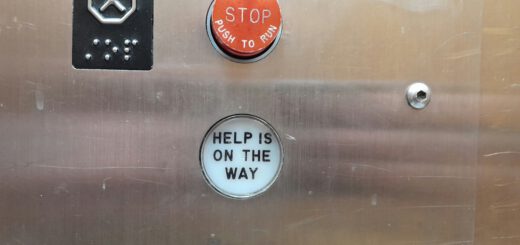 STOP
PUSH TO RUN
HELP IS
ON THE
WAY